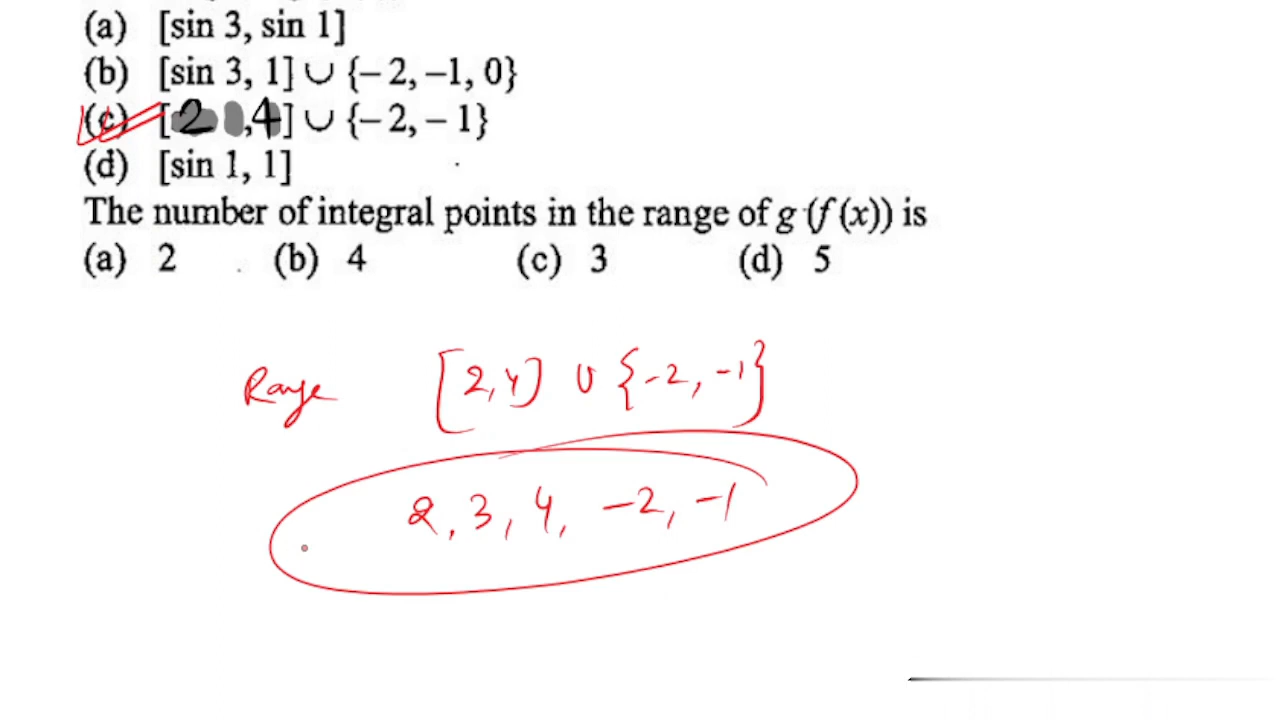 (a) [sin 3, sin 1]
(b) [sin 3, 1] ∪ {– 2, –1, 0}
(c) [2 ,4] ∪ {– 2, – 1}
(d) [sin 1, 1]
The number of integral points in the range of g (f (x)) is
(a) 2 (b) 4 (c) 3 (d) 5
Range [2,4] ∪ {-2, -1}
2, 3, 4, -2, -1